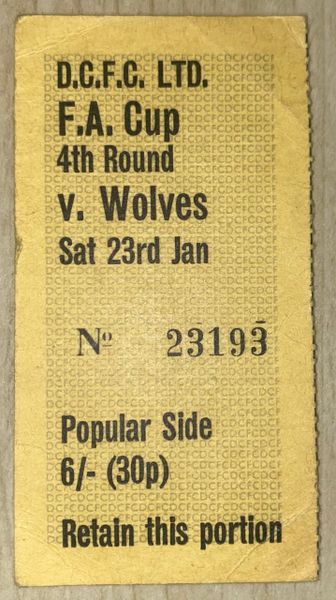 D.C.F.C. LTD.
F.A. Cup
4th Round
v. Wolves
Sat 23rd Jan
Nº 23193
Popular Side
6/- (30p)
Retain this portion